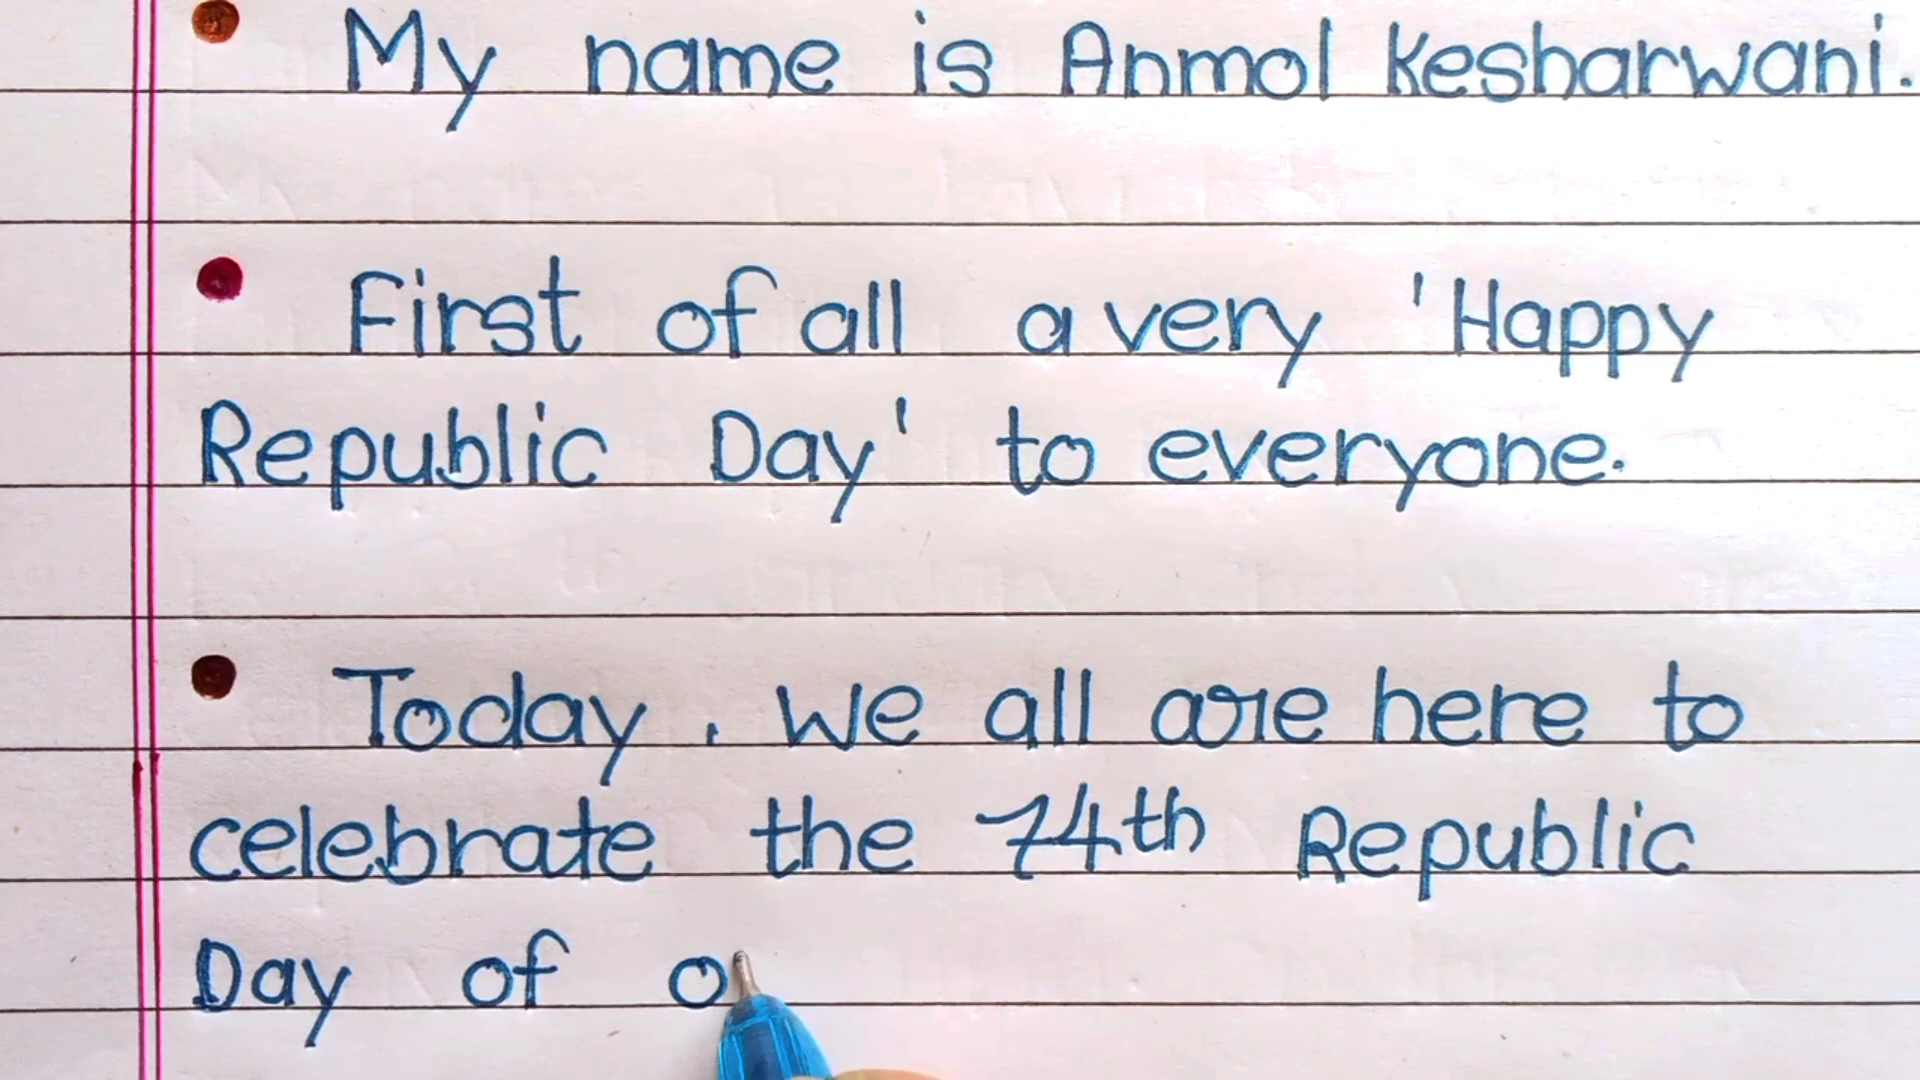 • My name is Anmol Kesharwani.
• First of all a very 'Happy
Republic Day' to everyone.
• Today, we all are here to
celebrate the 74th Republic
Day of o